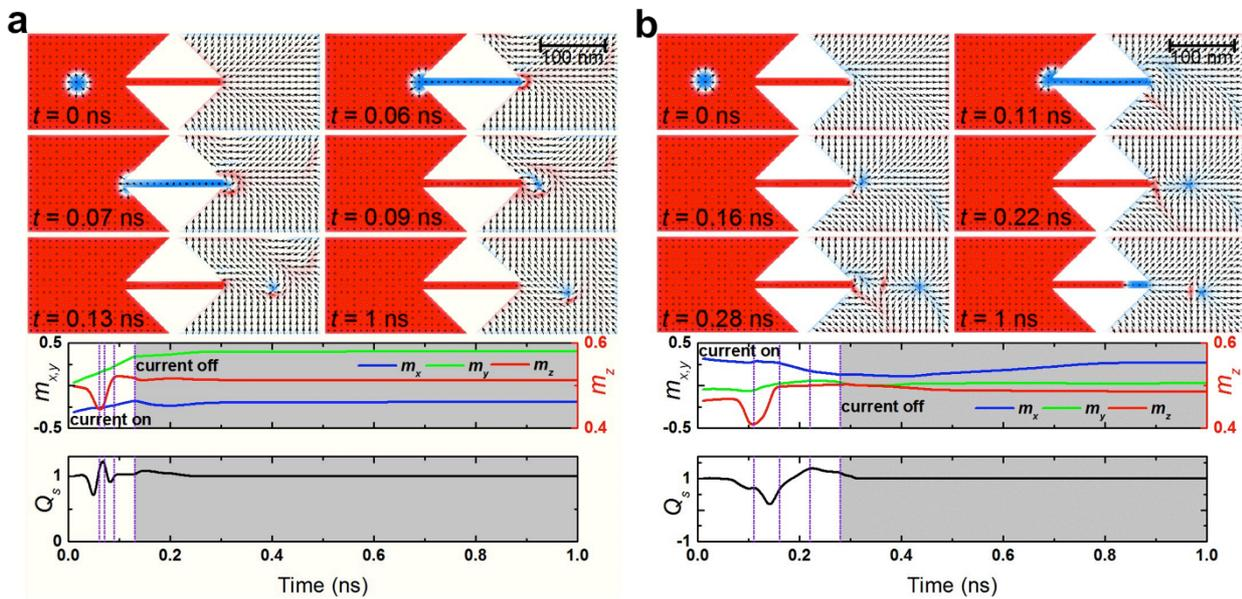 a
100 nm
t = 0 ns
t = 0.06 ns
t = 0.07 ns
t = 0.09 ns
t = 0.13 ns
t = 1 ns
0.5
0.6
current off
mx,y
mx my mz
mz
current on
-0.5
0.4
1
Qs
0
0.0 0.2 0.4 0.6 0.8 1.0
Time (ns)
b
100 nm
t = 0 ns
t = 0.11 ns
t = 0.16 ns
t = 0.22 ns
t = 0.28 ns
t = 1 ns
0.5
0.6
current on
mx,y
mz
current off
mx my mz
-0.5
0.4
1
Qs
-1
0.0 0.2 0.4 0.6 0.8 1.0
Time (ns)